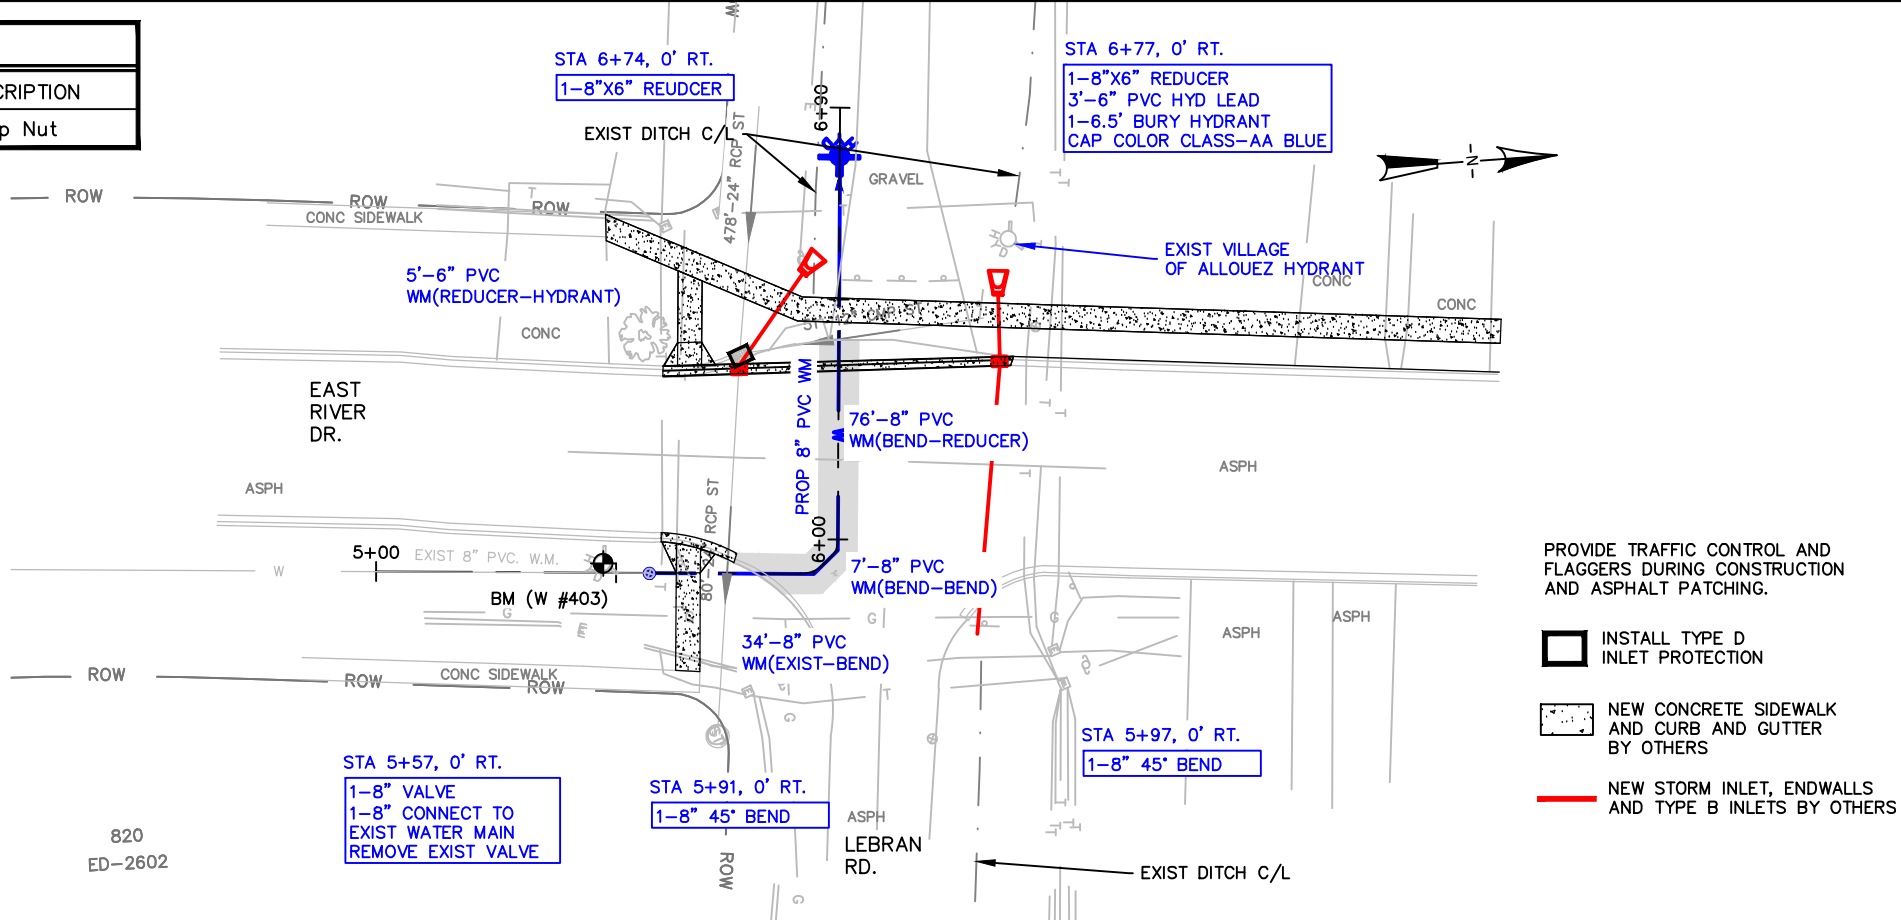 CRIPTION
p Nut
STA 6+74, 0' RT.
1-8"X6" REUDCER
EXIST DITCH C/L
6+90
STA 6+77, 0' RT.
1-8"X6" REDUCER
3'-6" PVC HYD LEAD
1-6.5' BURY HYDRANT
CAP COLOR CLASS-AA BLUE
N
GRAVEL
478'-24" RCP ST
ROW
ROW
ROW
CONC SIDEWALK
T
EXIST VILLAGE
OF ALLOUEZ HYDRANT
CONC
CONC
5'-6" PVC
WM(REDUCER-HYDRANT)
CONC
EAST
RIVER
DR.
PROP 8" PVC WM
W
76'-8" PVC
WM(BEND-REDUCER)
ASPH
ASPH
6+00
5+00
EXIST 8" PVC. W.M.
W
BM (W #403)
7'-8" PVC
WM(BEND-BEND)
G
G
G
ASPH
ASPH
34'-8" PVC
WM(EXIST-BEND)
ROW
ROW
ROW
CONC SIDEWALK
T
G
STA 5+57, 0' RT.
1-8" VALVE
1-8" CONNECT TO
EXIST WATER MAIN
REMOVE EXIST VALVE
STA 5+91, 0' RT.
1-8" 45° BEND
STA 5+97, 0' RT.
1-8" 45° BEND
ASPH
LEBRAN
RD.
ROW
G
EXIST DITCH C/L
820
ED-2602
PROVIDE TRAFFIC CONTROL AND
FLAGGERS DURING CONSTRUCTION
AND ASPHALT PATCHING.
INSTALL TYPE D
INLET PROTECTION
NEW CONCRETE SIDEWALK
AND CURB AND GUTTER
BY OTHERS
NEW STORM INLET, ENDWALLS
AND TYPE B INLETS BY OTHERS